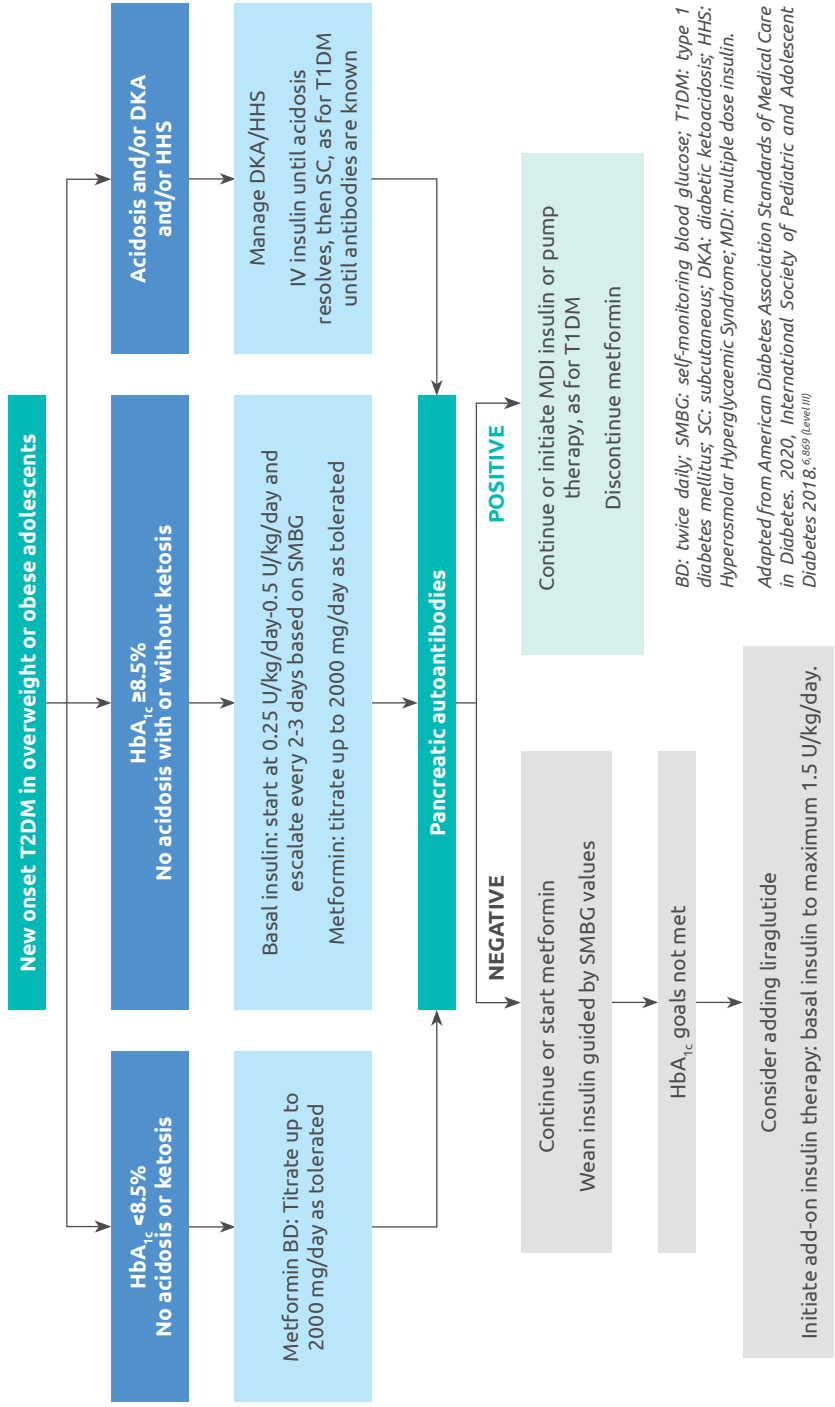 New onset T2DM in overweight or obese adolescents
HbA1c <8.5%
No acidosis or ketosis
HbA1c ≥8.5%
No acidosis with or without ketosis
Acidosis and/or DKA
and/or HHS
Metformin BD: Titrate up to
2000 mg/day as tolerated
Basal insulin: start at 0.25 U/kg/day-0.5 U/kg/day and
escalate every 2-3 days based on SMBG
Metformin: titrate up to 2000 mg/day as tolerated
Manage DKA/HHS
IV insulin until acidosis
resolves, then SC, as for T1DM
until antibodies are known
Pancreatic autoantibodies
NEGATIVE
POSITIVE
Continue or start metformin
Wean insulin guided by SMBG values
Continue or initiate MDI insulin or pump
therapy, as for T1DM
Discontinue metformin
HbA1c goals not met
Consider adding liraglutide
Initiate add-on insulin therapy: basal insulin to maximum 1.5 U/kg/day.
BD: twice daily; SMBG: self-monitoring blood glucose; T1DM: type 1
diabetes mellitus; SC: subcutaneous; DKA: diabetic ketoacidosis; HHS:
Hyperosmolar Hyperglycaemic Syndrome; MDI: multiple dose insulin.
Adapted from American Diabetes Association Standards of Medical Care
in Diabetes. 2020, International Society of Pediatric and Adolescent
Diabetes 2018.6,869 (Level III)